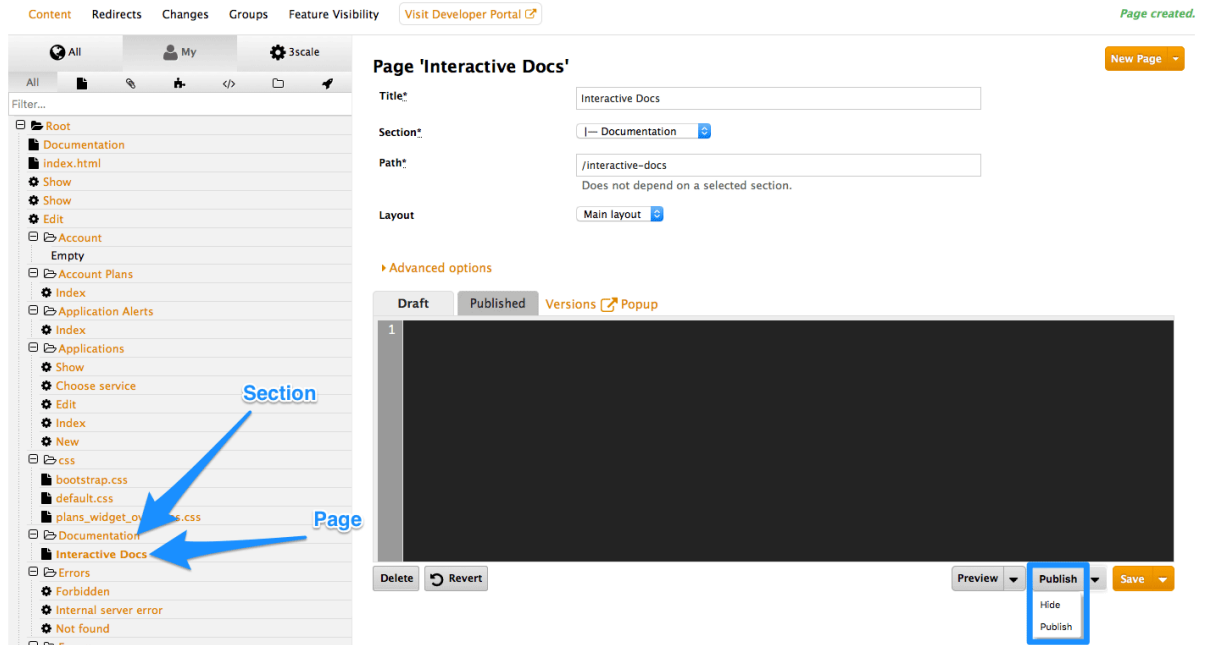 Content Redirects Changes Groups Feature Visibility Visit Developer Portal Page created.
All My 3scale
All
Filter...
Root
Documentation
index.html
Show
Show
Edit
Account
Empty
Account Plans
Index
Application Alerts
Index
Applications
Show
Choose service
Edit
Index
New
css
bootstrap.css
default.css
Documentation
Interactive Docs
Errors
Forbidden
Internal server error
Not found
Section
Page
Page 'Interactive Docs'
New Page
Title* Interactive Docs
Section* |— Documentation
Path* /interactive-docs
Does not depend on a selected section.
Layout Main layout
Advanced options
Draft Published Versions Popup
1
Delete Revert Preview Publish Save
Hide
Publish